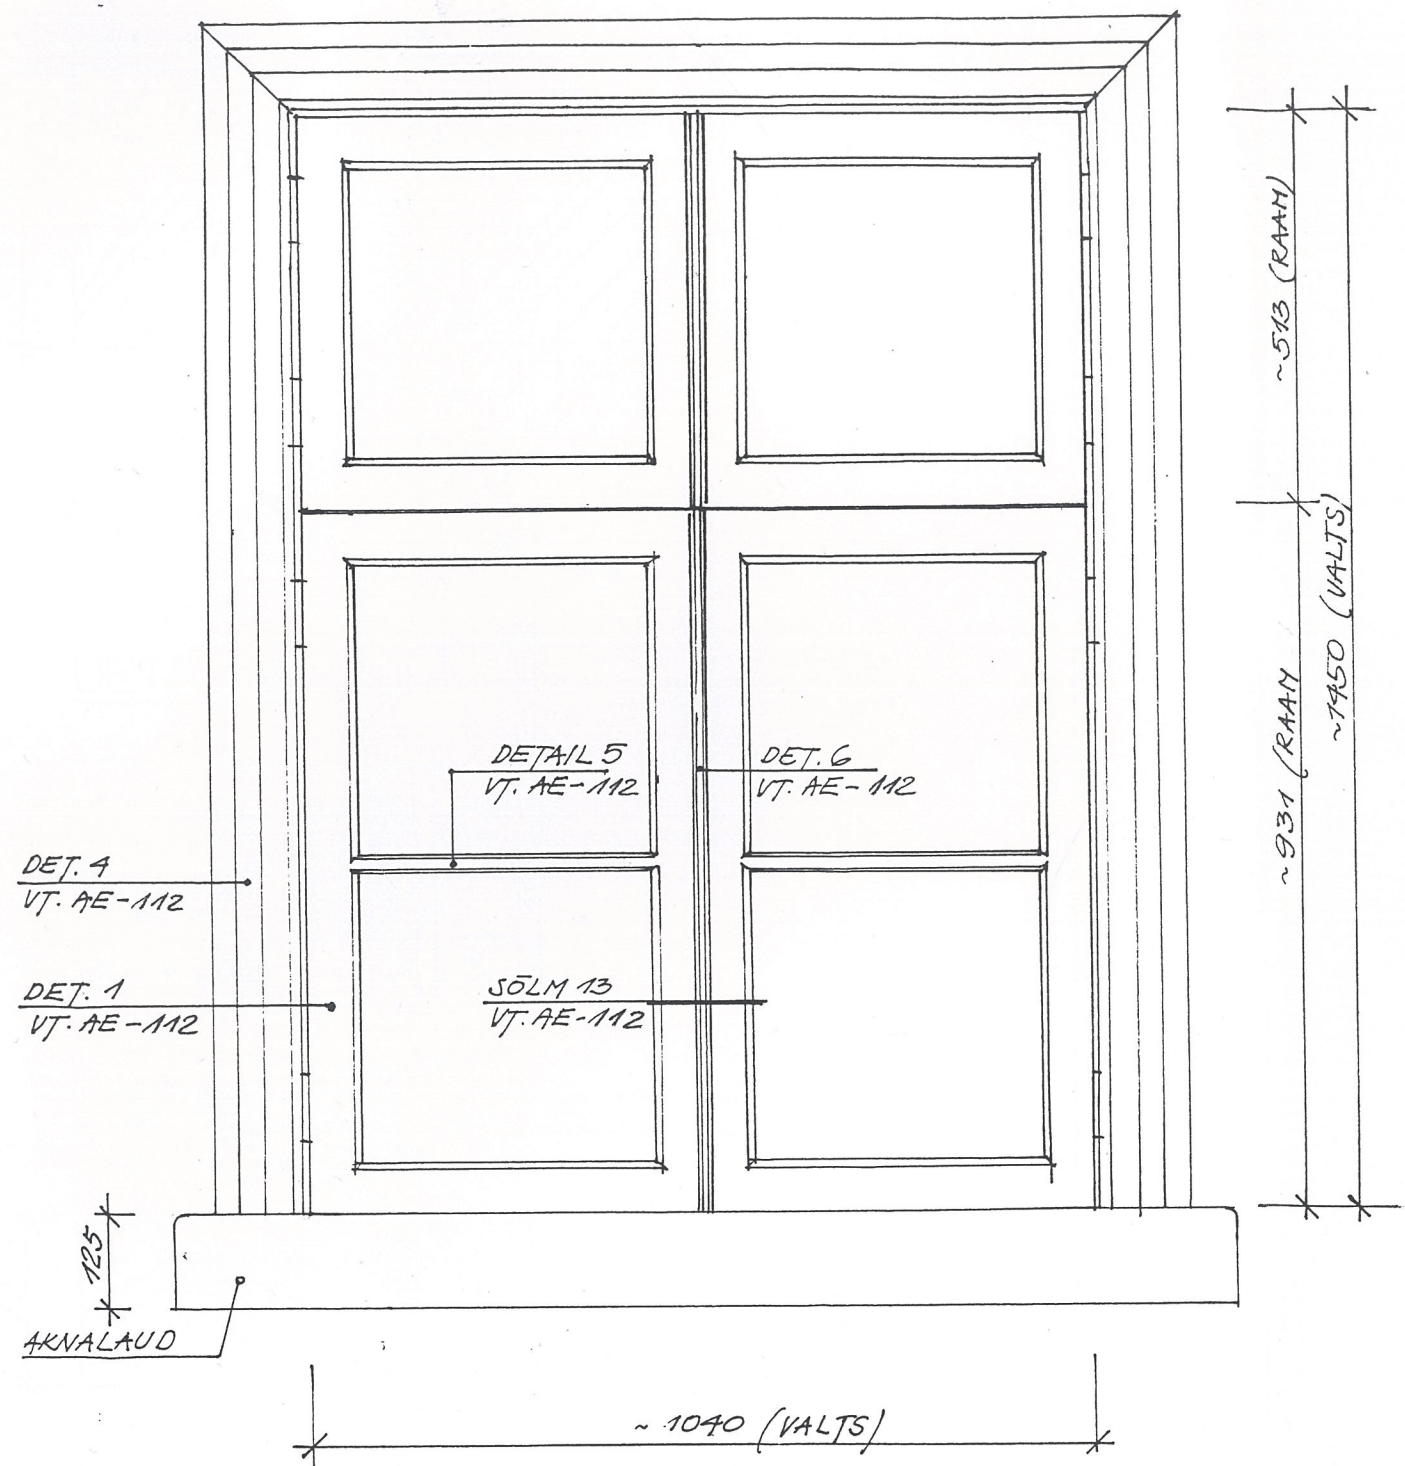 ~513 (RAAM)
~1450 (VALTS)
~931 (RAAM
DETAIL 5
VT. AE-112
DET. 6
VT. AE-112
DET. 4
VT. AE-112
DET. 1
VT. AE-112
SÕLM 13
VT. AE-112
125
AKNALAUD
~ 1040 (VALTS)